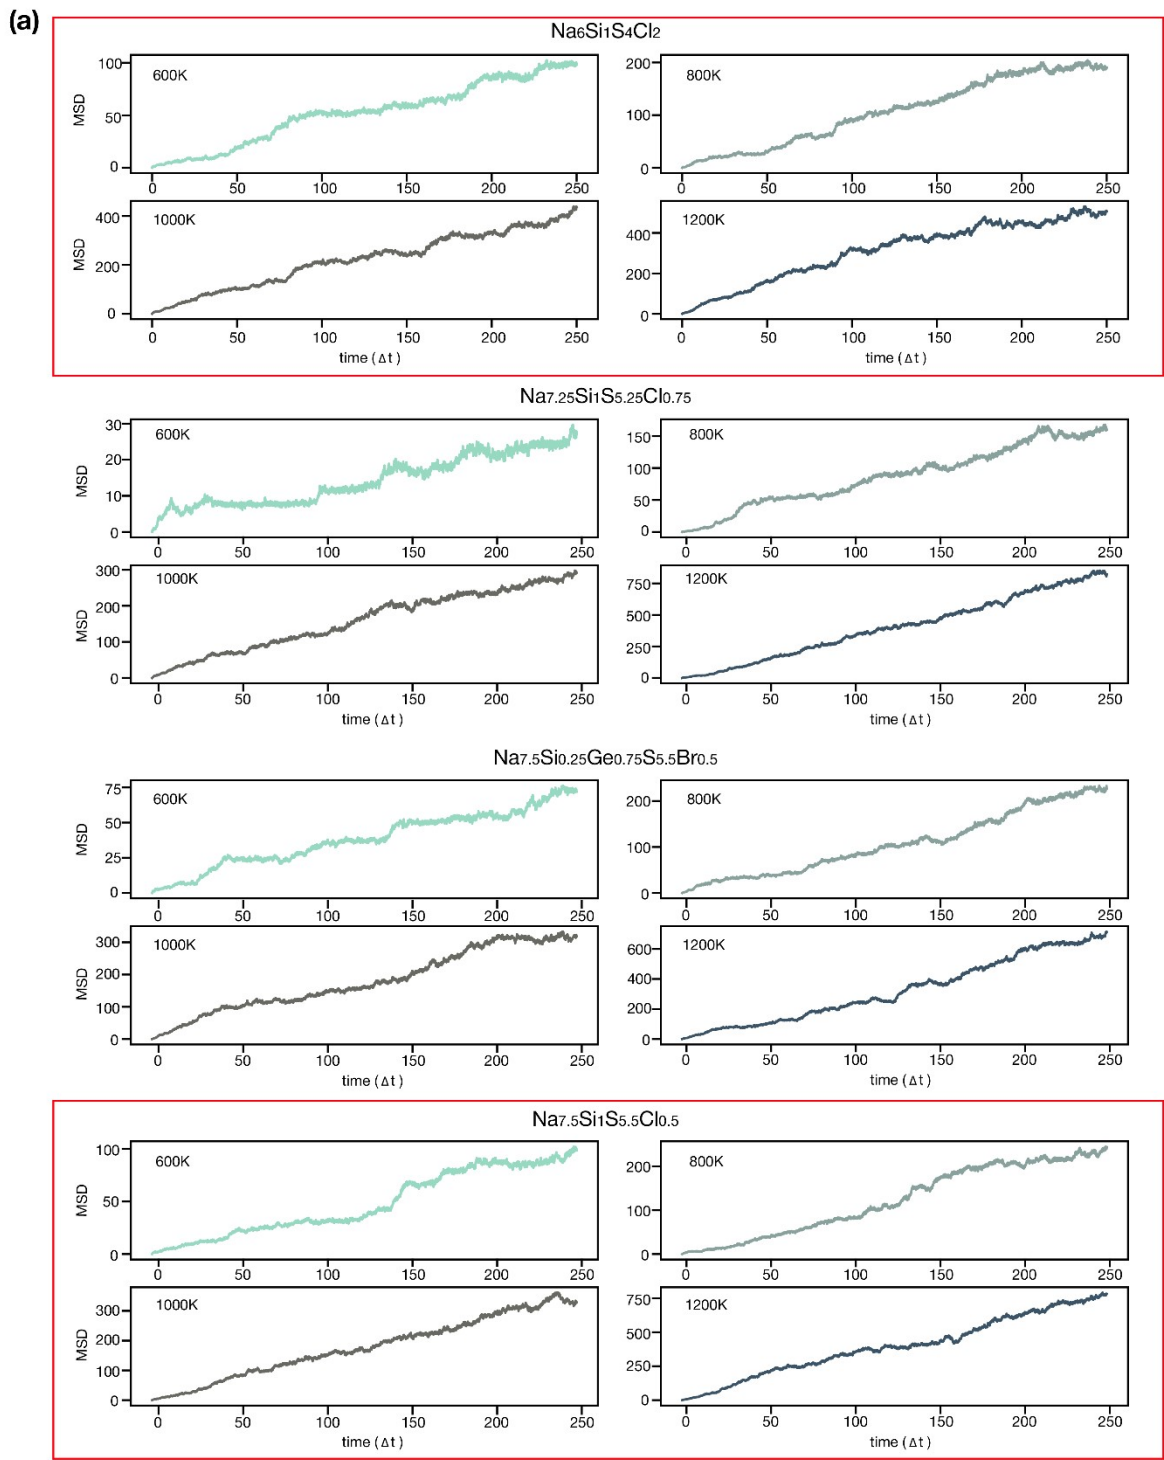 (a)
Na6Si1S4Cl2
600K
MSD
100
50
0
0 50 100 150 200 250
800K
200
100
0
0 50 100 150 200 250
1000K
MSD
400
200
0
0 50 100 150 200 250
time (Δt)
1200K
400
200
0
0 50 100 150 200 250
time (Δt)
Na7.25Si1S5.25Cl0.75
600K
MSD
30
20
10
0
0 50 100 150 200 250
800K
150
100
50
0
0 50 100 150 200 250
1000K
MSD
300
200
100
0
0 50 100 150 200 250
time (Δt)
1200K
750
500
250
0
0 50 100 150 200 250
time (Δt)
Na7.5Si0.25Ge0.75S5.5Br0.5
600K
MSD
75
50
25
0
0 50 100 150 200 250
800K
200
100
0
0 50 100 150 200 250
1000K
MSD
300
200
100
0
0 50 100 150 200 250
time (Δt)
1200K
600
400
200
0
0 50 100 150 200 250
time (Δt)
Na7.5Si1S5.5Cl0.5
600K
MSD
100
50
0
0 50 100 150 200 250
800K
200
100
0
0 50 100 150 200 250
1000K
MSD
300
200
100
0
0 50 100 150 200 250
time (Δt)
1200K
750
500
250
0
0 50 100 150 200 250
time (Δt)